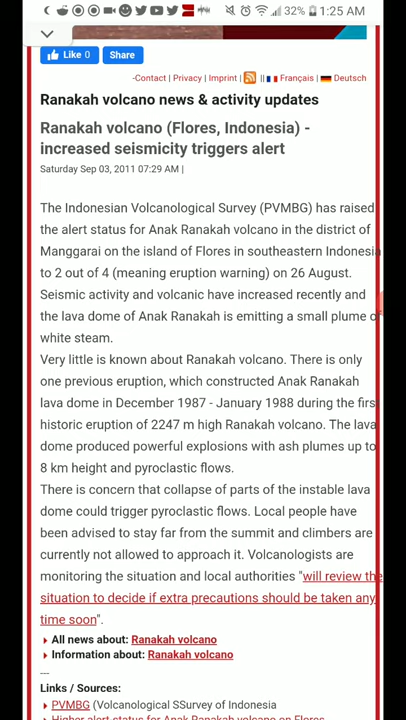 32% 1:25 AM
Like 0 Share
-Contact | Privacy | Imprint | || Français | Deutsch
Ranakah volcano news & activity updates
Ranakah volcano (Flores, Indonesia) -
increased seismicity triggers alert
Saturday Sep 03, 2011 07:29 AM |
The Indonesian Volcanological Survey (PVMBG) has raised
the alert status for Anak Ranakah volcano in the district of
Manggarai on the island of Flores in southeastern Indonesia
to 2 out of 4 (meaning eruption warning) on 26 August.
Seismic activity and volcanic have increased recently and
the lava dome of Anak Ranakah is emitting a small plume o
white steam.
Very little is known about Ranakah volcano. There is only
one previous eruption, which constructed Anak Ranakah
lava dome in December 1987 - January 1988 during the firs
historic eruption of 2247 m high Ranakah volcano. The lava
dome produced powerful explosions with ash plumes up to
8 km height and pyroclastic flows.
There is concern that collapse of parts of the instable lava
dome could trigger pyroclastic flows. Local people have
been advised to stay far from the summit and climbers are
currently not allowed to approach it. Volcanologists are
monitoring the situation and local authorities "will review the
situation to decide if extra precautions should be taken any
time soon".
All news about: Ranakah volcano
Information about: Ranakah volcano
---
Links / Sources:
PVMBG (Volcanological SSurvey of Indonesia
Higher alert status for Anak Ranakah volcano on Flores